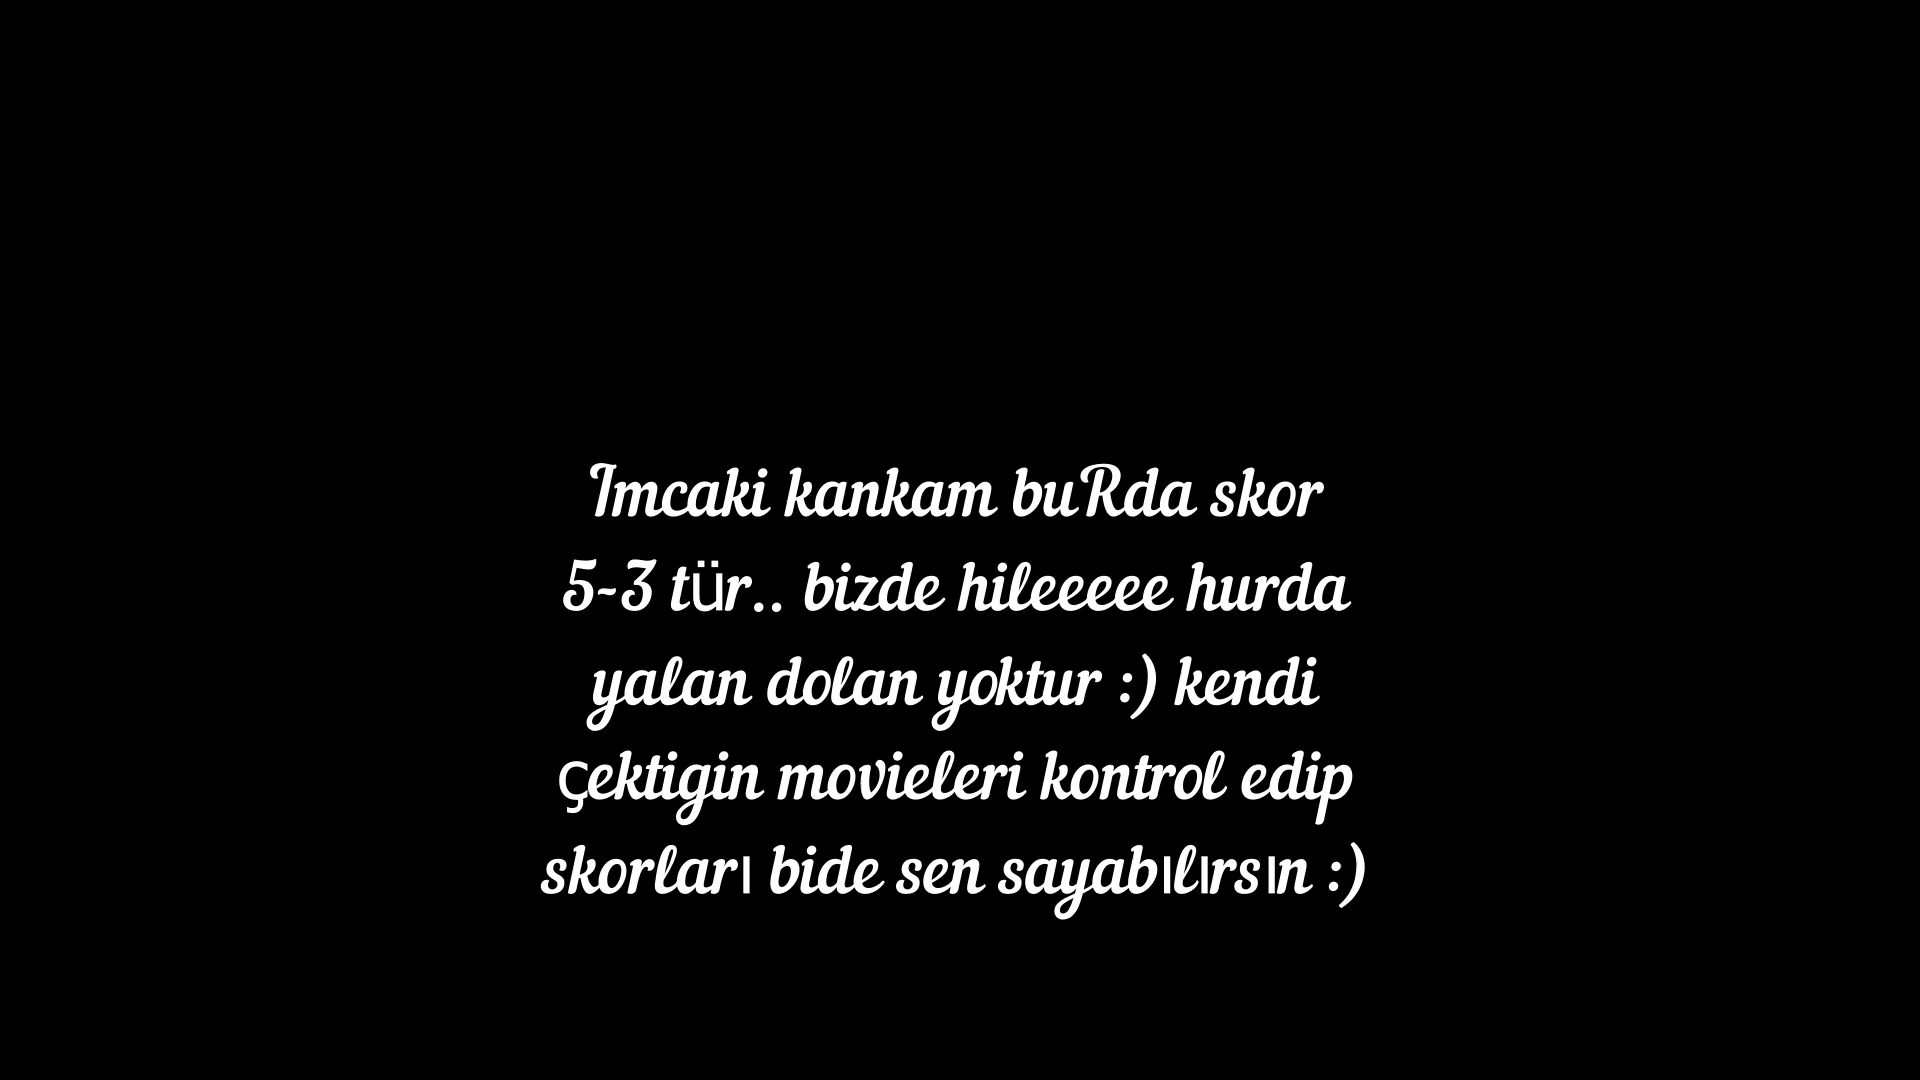 Imcaki kankam buRda skor
5-3 tür.. bizde hileeeee hurda
yalan dolan yoktur :) kendi
çektigin movieleri kontrol edip
skorları bide sen sayabılırsın :)